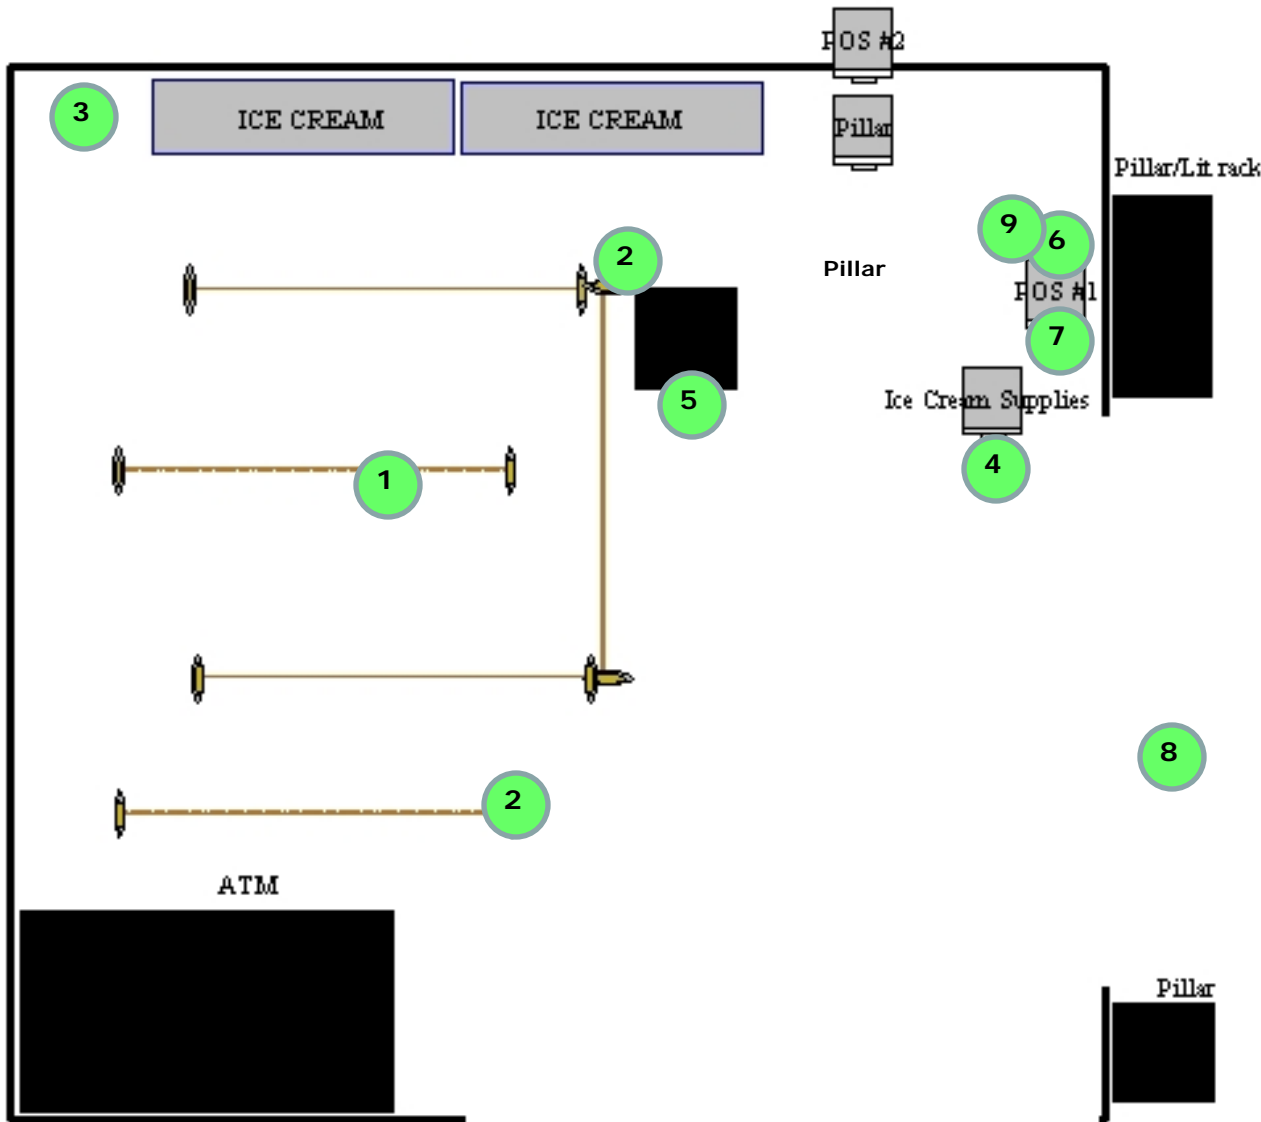 POS #2
3
ICE CREAM
ICE CREAM
Pillar
Pillar/Lit rack
9
6
2
Pillar
POS #1
7
5
Ice Cream Supplies
4
1
8
2
ATM
Pillar